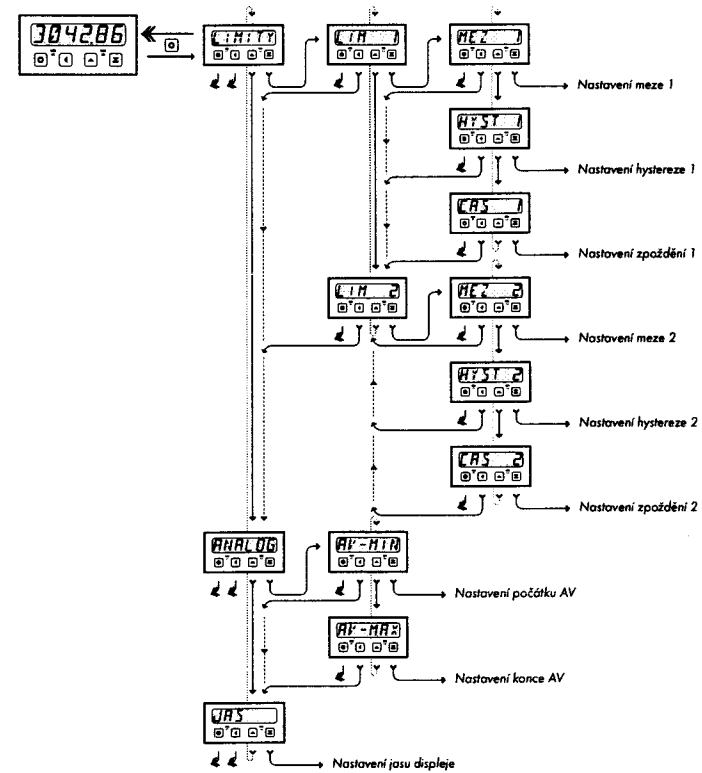 3042.86
LIMITY
LIM 1
MEZ 1
Nastavení meze 1
HYST 1
Nastavení hystereze 1
CAS 1
Nastavení zpoždění 1
LIM 2
MEZ 2
Nastavení meze 2
HYST 2
Nastavení hystereze 2
CAS 2
Nastavení zpoždění 2
ANALOG
AV-MIN
Nastavení počátku AV
AV-MAX
Nastavení konce AV
JAS
Nastavení jasu displeje